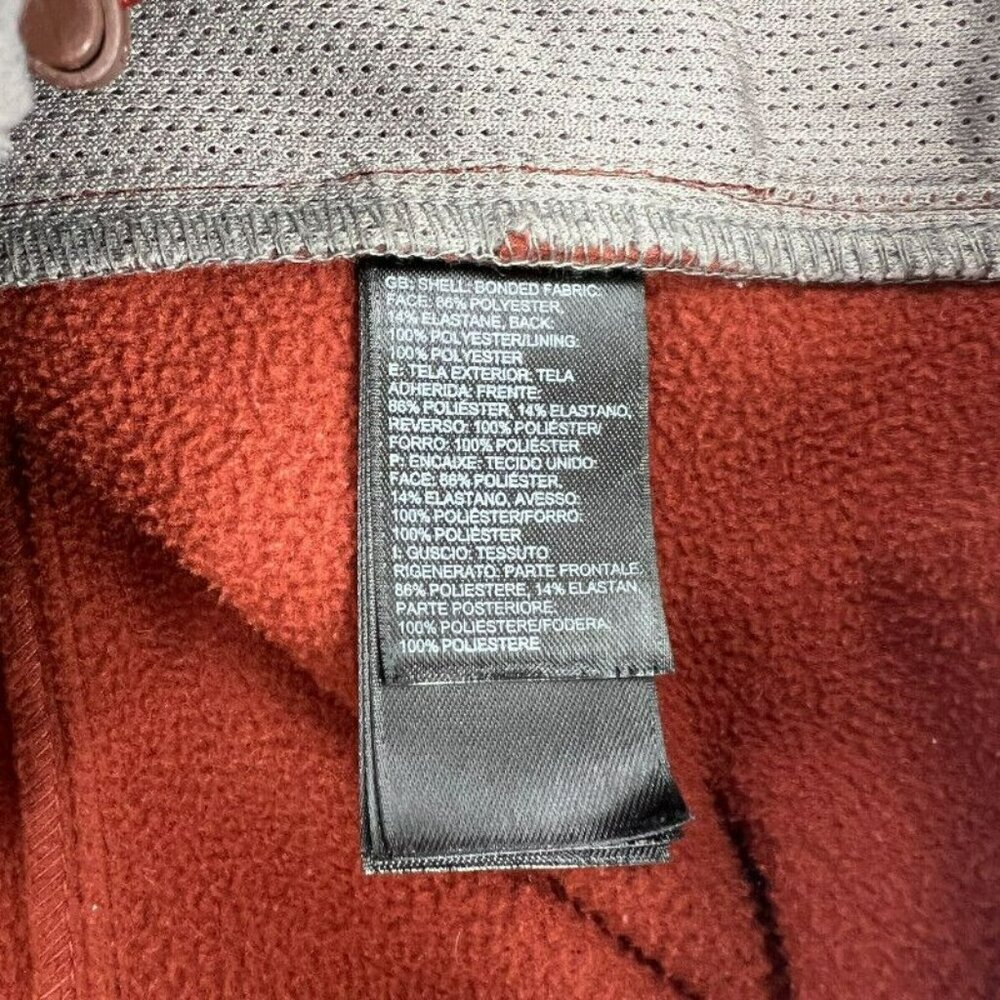 GB: SHELL: BONDED FABRIC:
FACE: 86% POLYESTER,
14% ELASTANE, BACK:
100% POLYESTER/LINING:
100% POLYESTER
E: TELA EXTERIOR: TELA
ADHERIDA: FRENTE:
86% POLIÉSTER, 14% ELASTANO,
REVERSO: 100% POLIÉSTER/
FORRO: 100% POLIÉSTER
P: ENCAIXE: TECIDO UNIDO:
FACE: 86% POLIÉSTER,
14% ELASTANO, AVESSO:
100% POLIÉSTER/FORRO:
100% POLIÉSTER
I: GUSCIO: TESSUTO
RIGENERATO: PARTE FRONTALE:
86% POLIESTERE, 14% ELASTAN,
PARTE POSTERIORE:
100% POLIESTERE/FODERA:
100% POLIESTERE